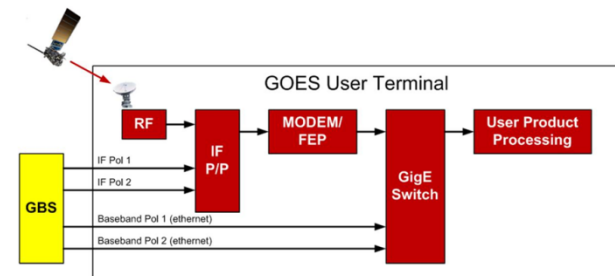 GOES User Terminal
RF
IF
P/P
MODEM/
FEP
GigE
Switch
User Product
Processing
GBS
IF Pol 1
IF Pol 2
Baseband Pol 1 (ethernet)
Baseband Pol 2 (ethernet)